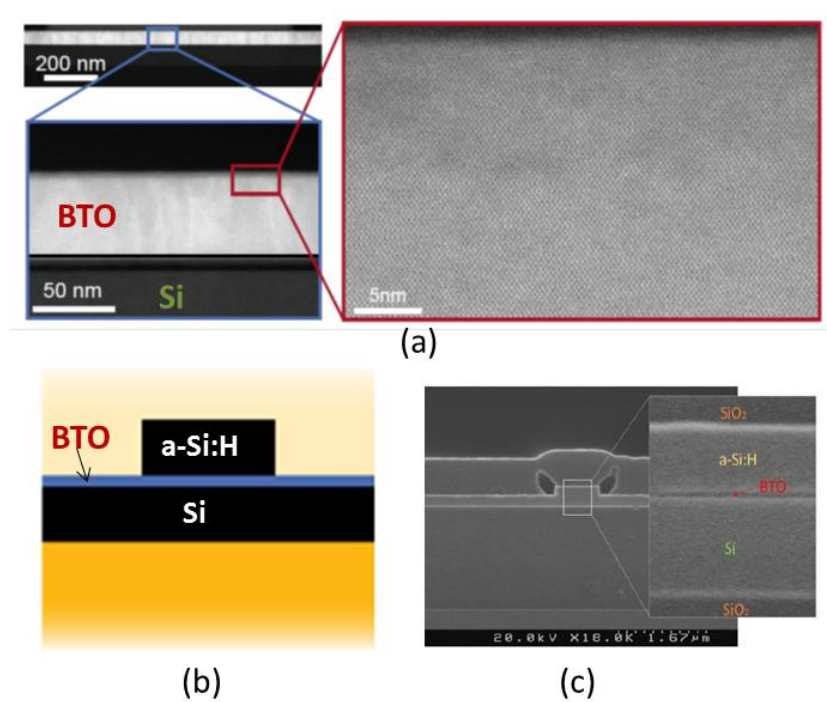 200 nm
BTO
50 nm
Si
5nm
(a)
BTO
a-Si:H
Si
(b)
SiO₂
a-Si:H
BTO
Si
SiO₂
20.0kV X18.0K 1.67µm
(c)